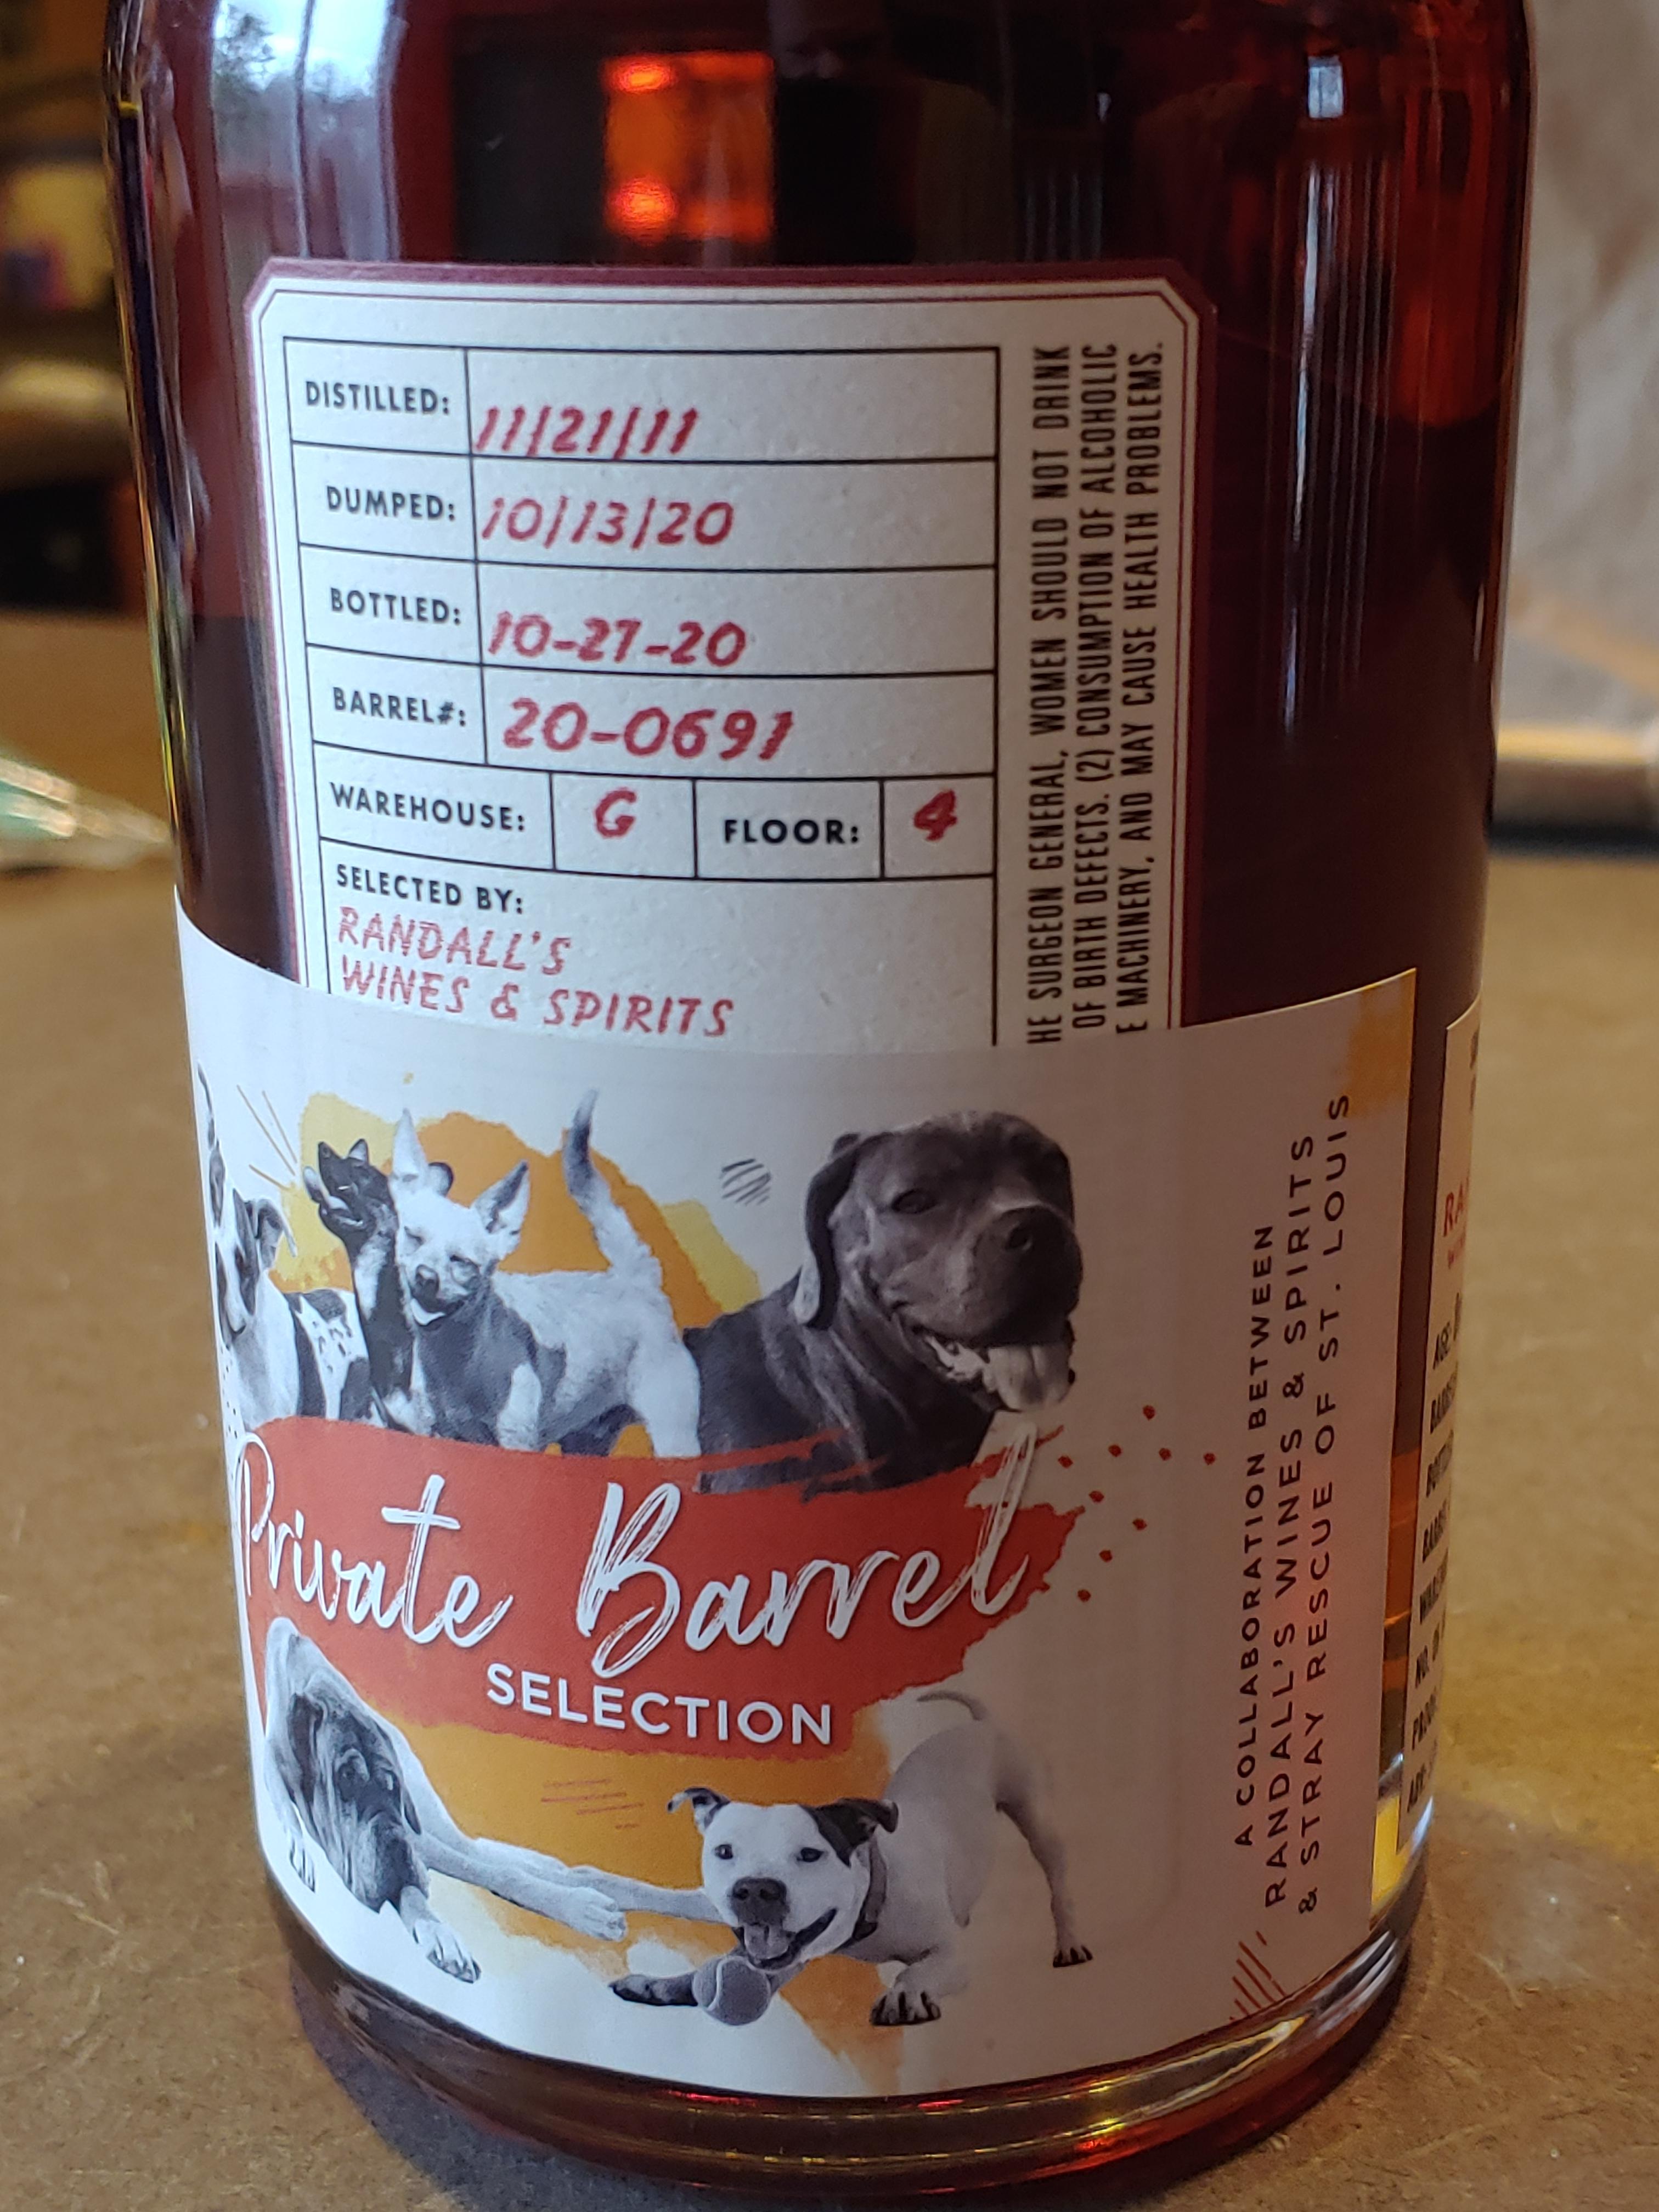 DISTILLED: 11/21/11
DUMPED: 10/13/20
BOTTLED: 10-27-20
BARREL#: 20-0691
WAREHOUSE: G FLOOR: 4
SELECTED BY:
RANDALL'S
WINES & SPIRITS
HE SURGEON GENERAL, WOMEN SHOULD NOT DRINK
OF BIRTH DEFECTS. (2) CONSUMPTION OF ALCOHOLIC
E MACHINERY, AND MAY CAUSE HEALTH PROBLEMS.
Private Barrel
SELECTION
A COLLABORATION BETWEEN
RANDALL'S WINES & SPIRITS
& STRAY RESCUE OF ST. LOUIS